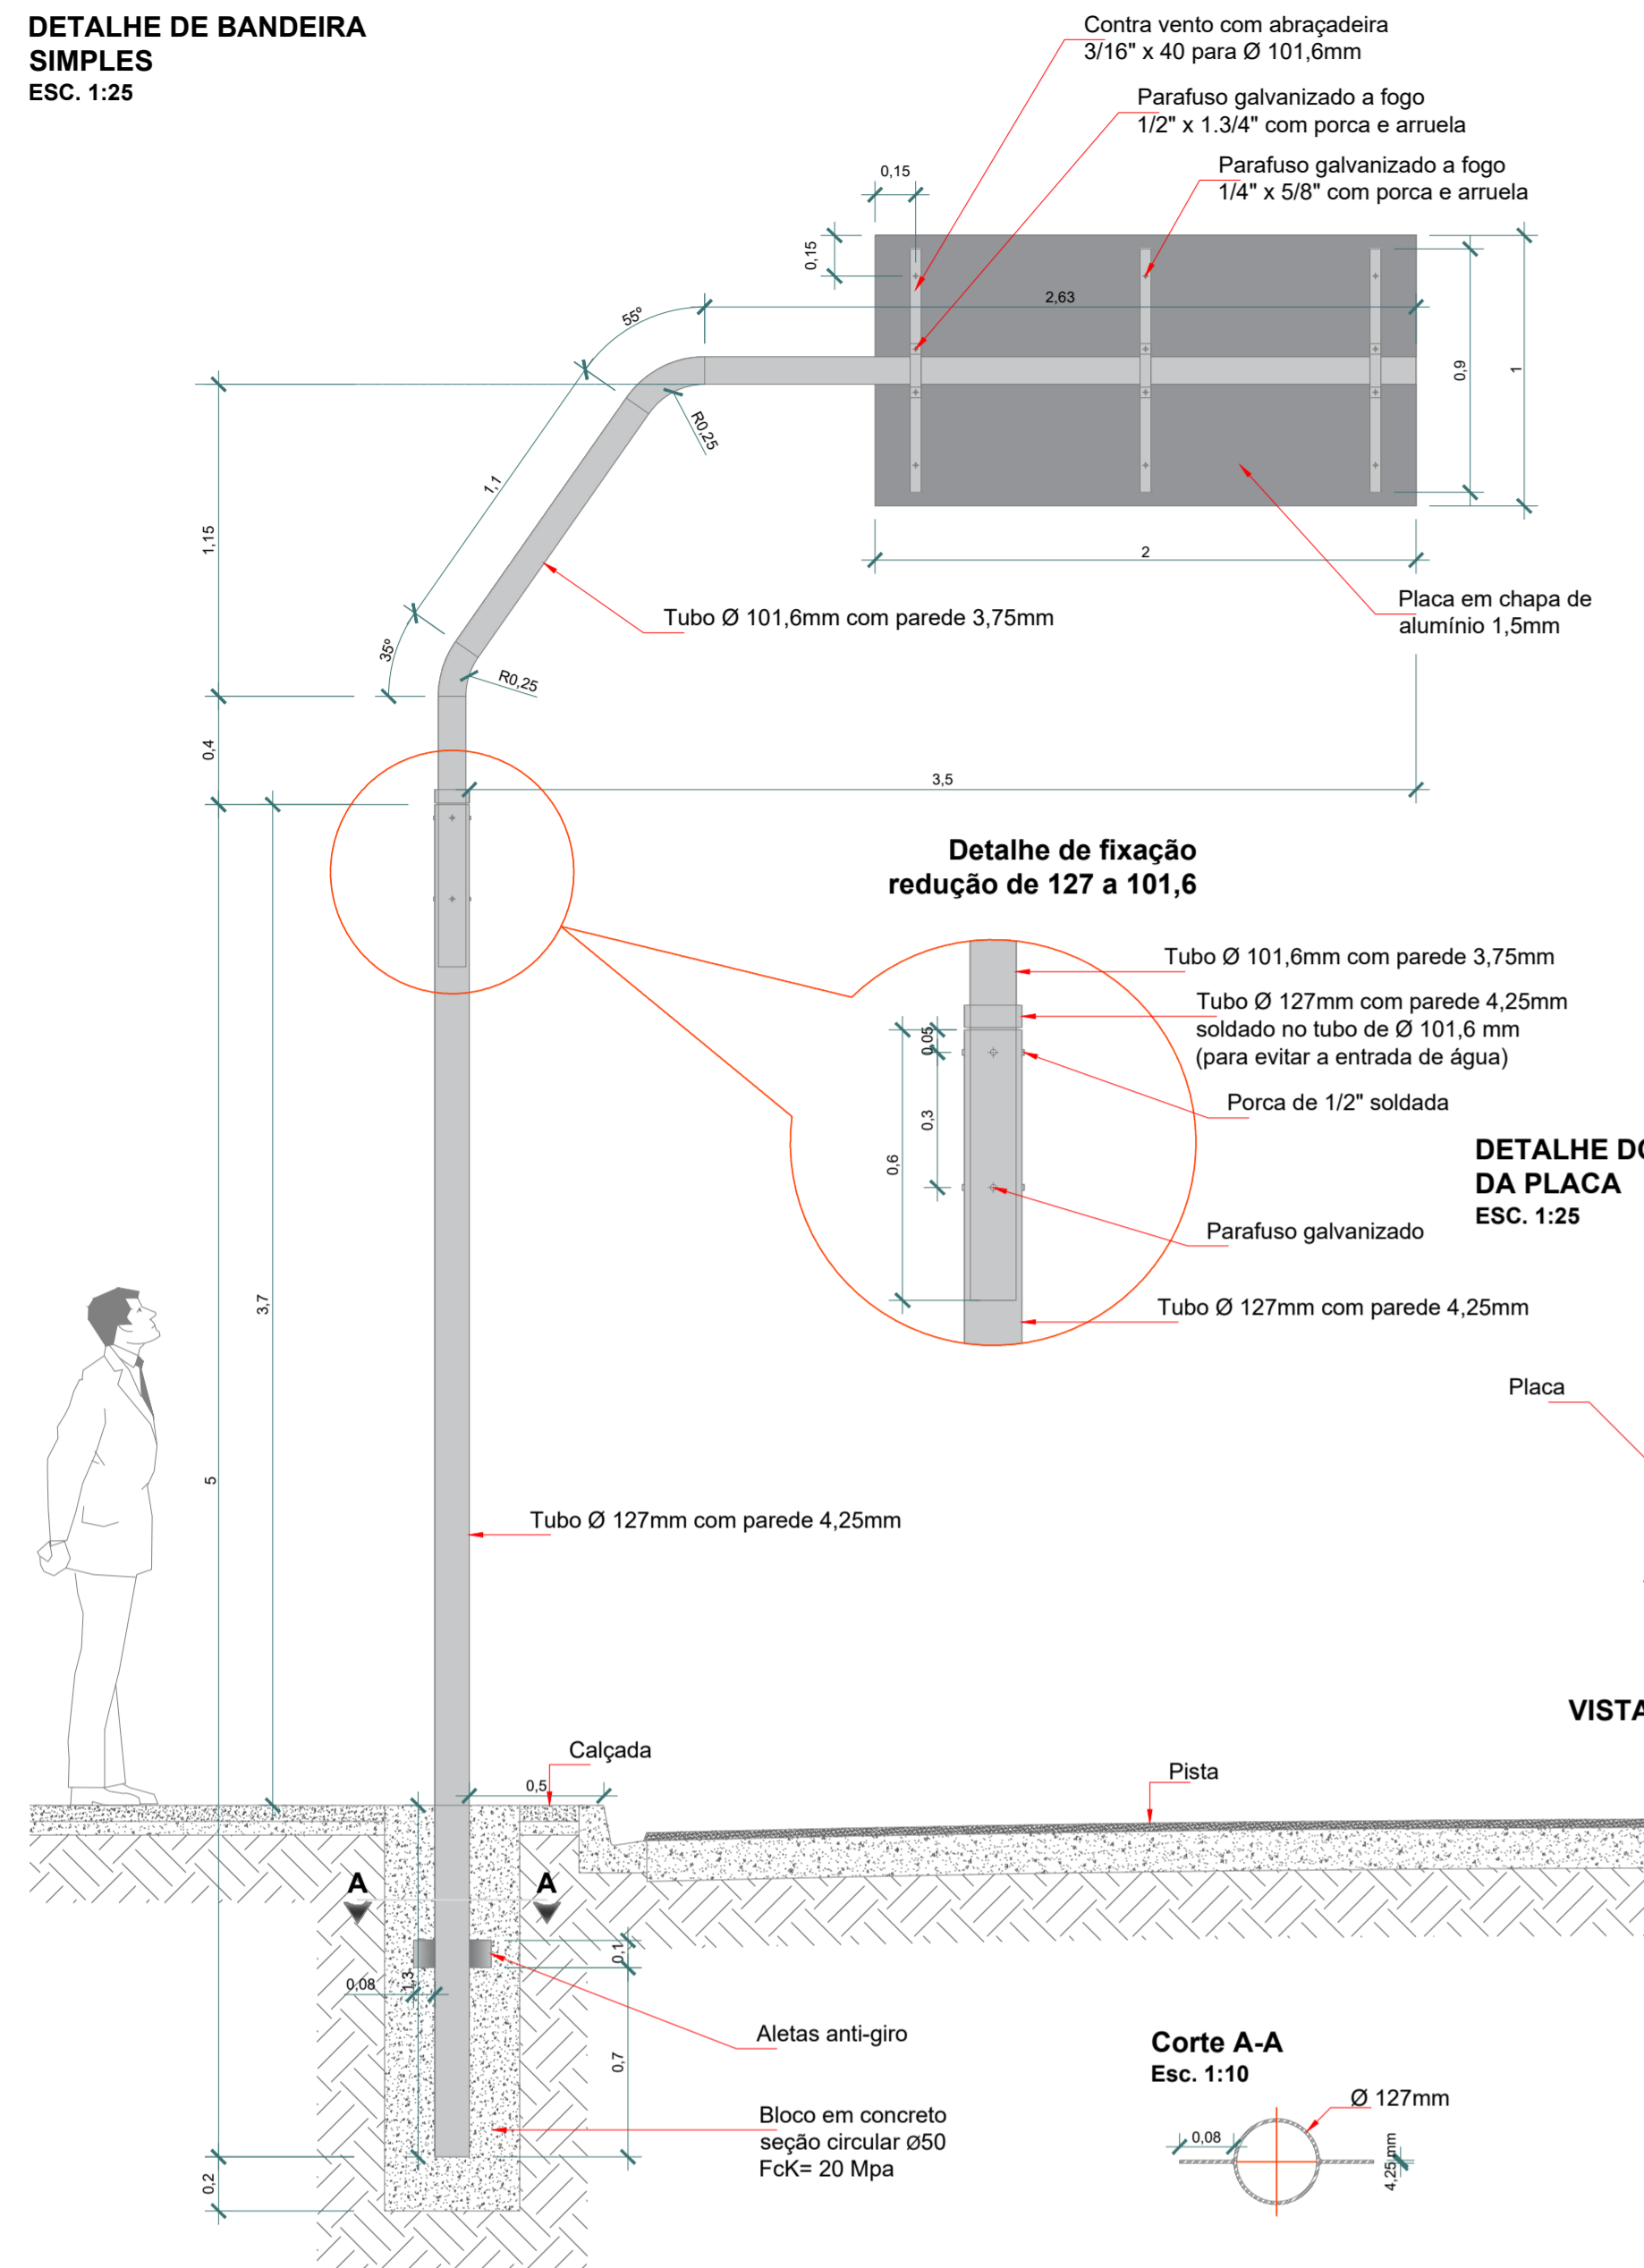 DETALHE DE BANDEIRA
SIMPLES
ESC. 1:25
Contra vento com abraçadeira
3/16" x 40 para Ø 101,6mm
Parafuso galvanizado a fogo
1/2" x 1.3/4" com porca e arruela
Parafuso galvanizado a fogo
1/4" x 5/8" com porca e arruela
0,15
0,15
2,63
55º
R0,25
0,9
1
1,1
1,15
2
Placa em chapa de
alumínio 1,5mm
Tubo Ø 101,6mm com parede 3,75mm
35º
R0,25
0,4
3,5
Detalhe de fixação
redução de 127 a 101,6
Tubo Ø 101,6mm com parede 3,75mm
Tubo Ø 127mm com parede 4,25mm
soldado no tubo de Ø 101,6 mm
(para evitar a entrada de água)
0,05
0,3
0,6
Porca de 1/2" soldada
DETALHE DO
DA PLACA
ESC. 1:25
Parafuso galvanizado
Tubo Ø 127mm com parede 4,25mm
3,7
Placa
5
Tubo Ø 127mm com parede 4,25mm
VISTA
Calçada
0,5
Pista
A
A
0,1
0,08
1,3
Aletas anti-giro
0,7
Corte A-A
Esc. 1:10
Ø 127mm
0,08
4,25 mm
Bloco em concreto
seção circular Ø50
FcK= 20 Mpa
0,2